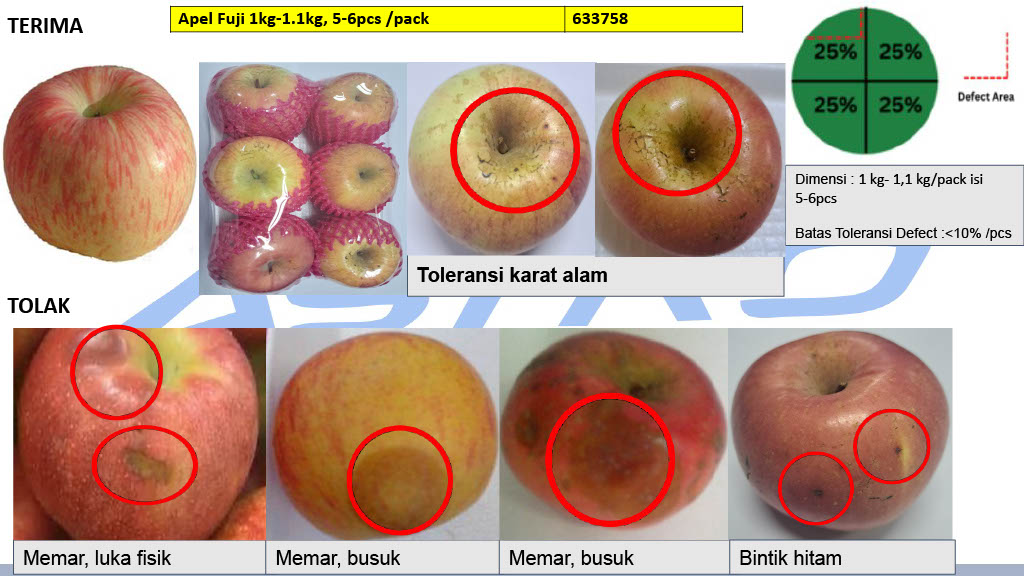 TERIMA
Apel Fuji 1kg-1.1kg, 5-6pcs /pack
633758
25% 25%
25% 25%
Defect Area
Dimensi : 1 kg- 1,1 kg/pack isi
5-6pcs
Batas Toleransi Defect :<10% /pcs
Toleransi karat alam
TOLAK
ASTRO
Memar, luka fisik
Memar, busuk
Memar, busuk
Bintik hitam